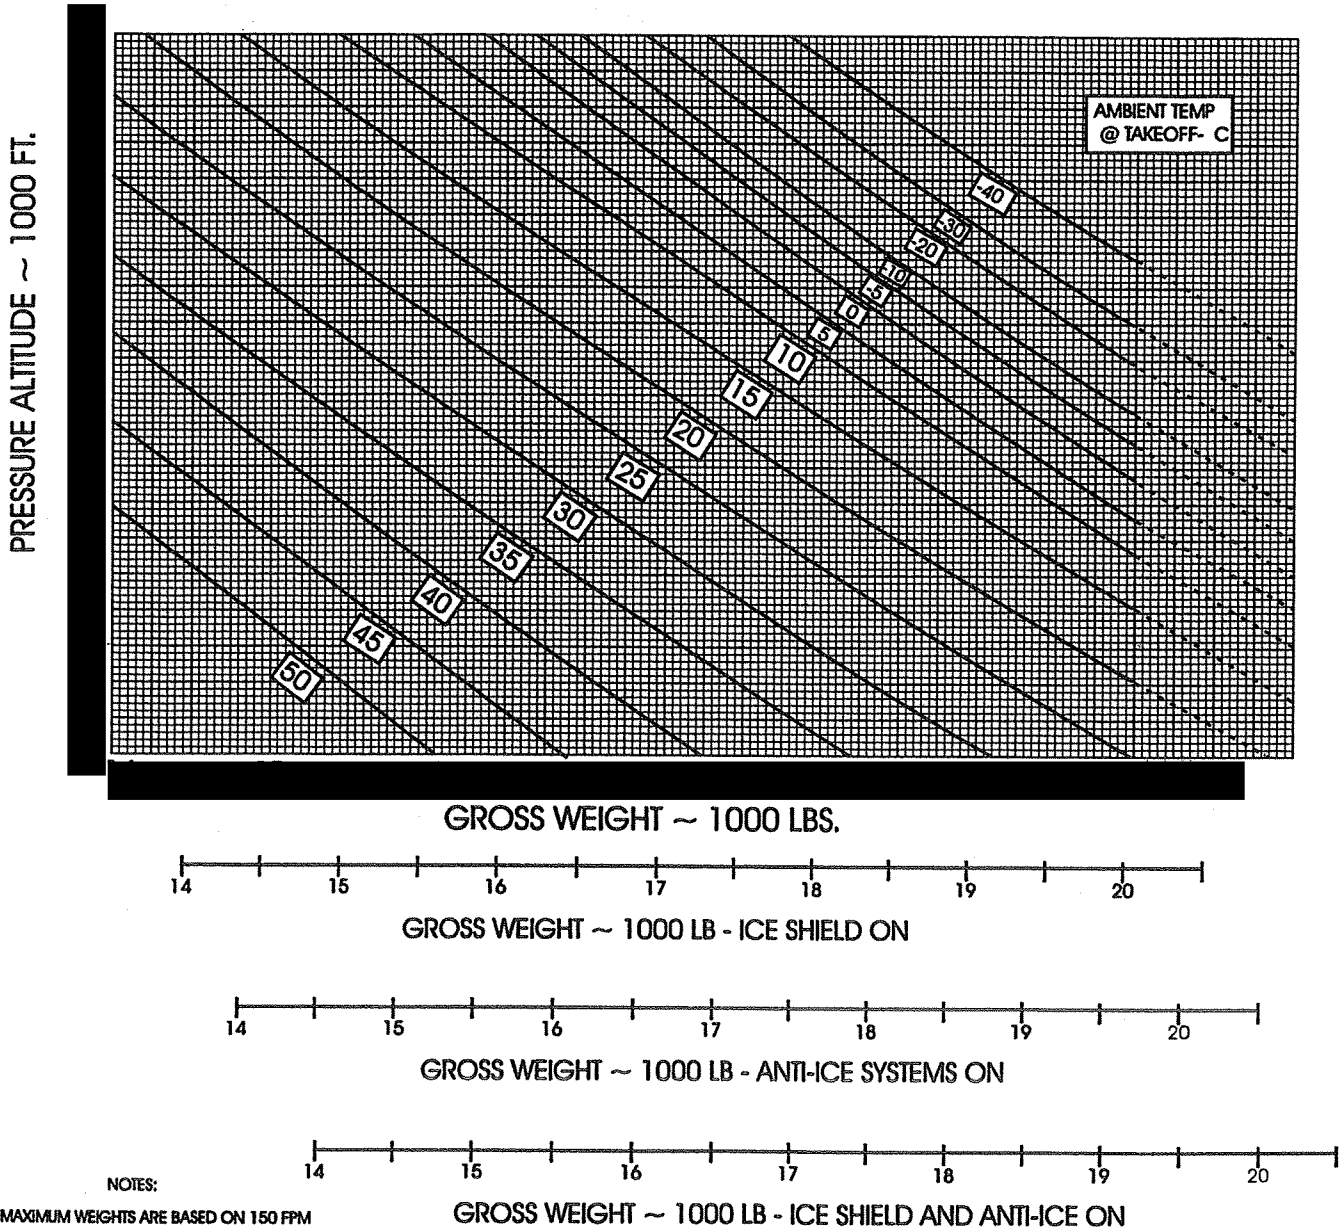 AMBIENT TEMP
@ TAKEOFF- C
PRESSURE ALTITUDE ~ 1000 FT.
-40
-30
-20
-10
-5
0
5
10
15
20
25
30
35
40
45
50
GROSS WEIGHT ~ 1000 LBS.
14 15 16 17 18 19 20
GROSS WEIGHT ~ 1000 LB - ICE SHIELD ON
14 15 16 17 18 19 20
GROSS WEIGHT ~ 1000 LB - ANTI-ICE SYSTEMS ON
14 15 16 17 18 19 20
NOTES:
GROSS WEIGHT ~ 1000 LB - ICE SHIELD AND ANTI-ICE ON
MAXIMUM WEIGHTS ARE BASED ON 150 FPM